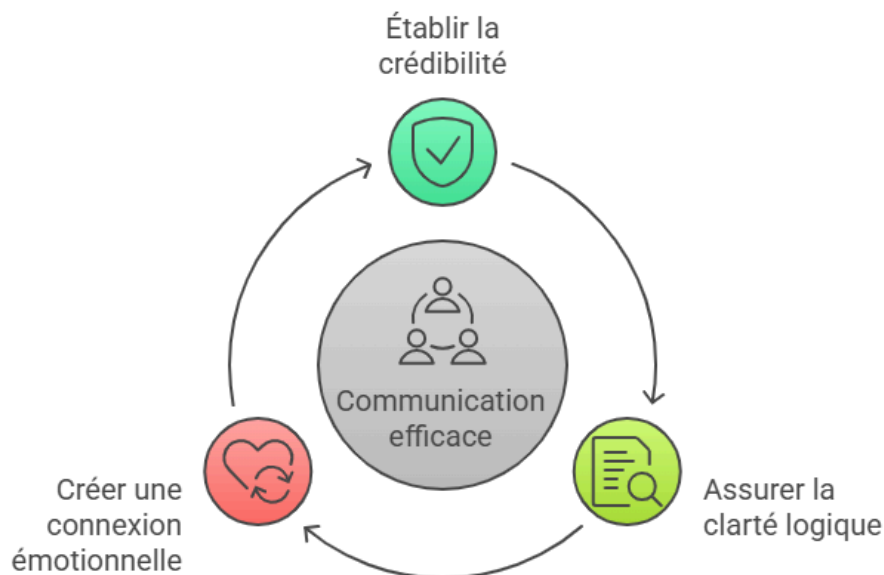 Établir la
crédibilité
Communication
efficace
Créer une
connexion
émotionnelle
Assurer la
clarté logique